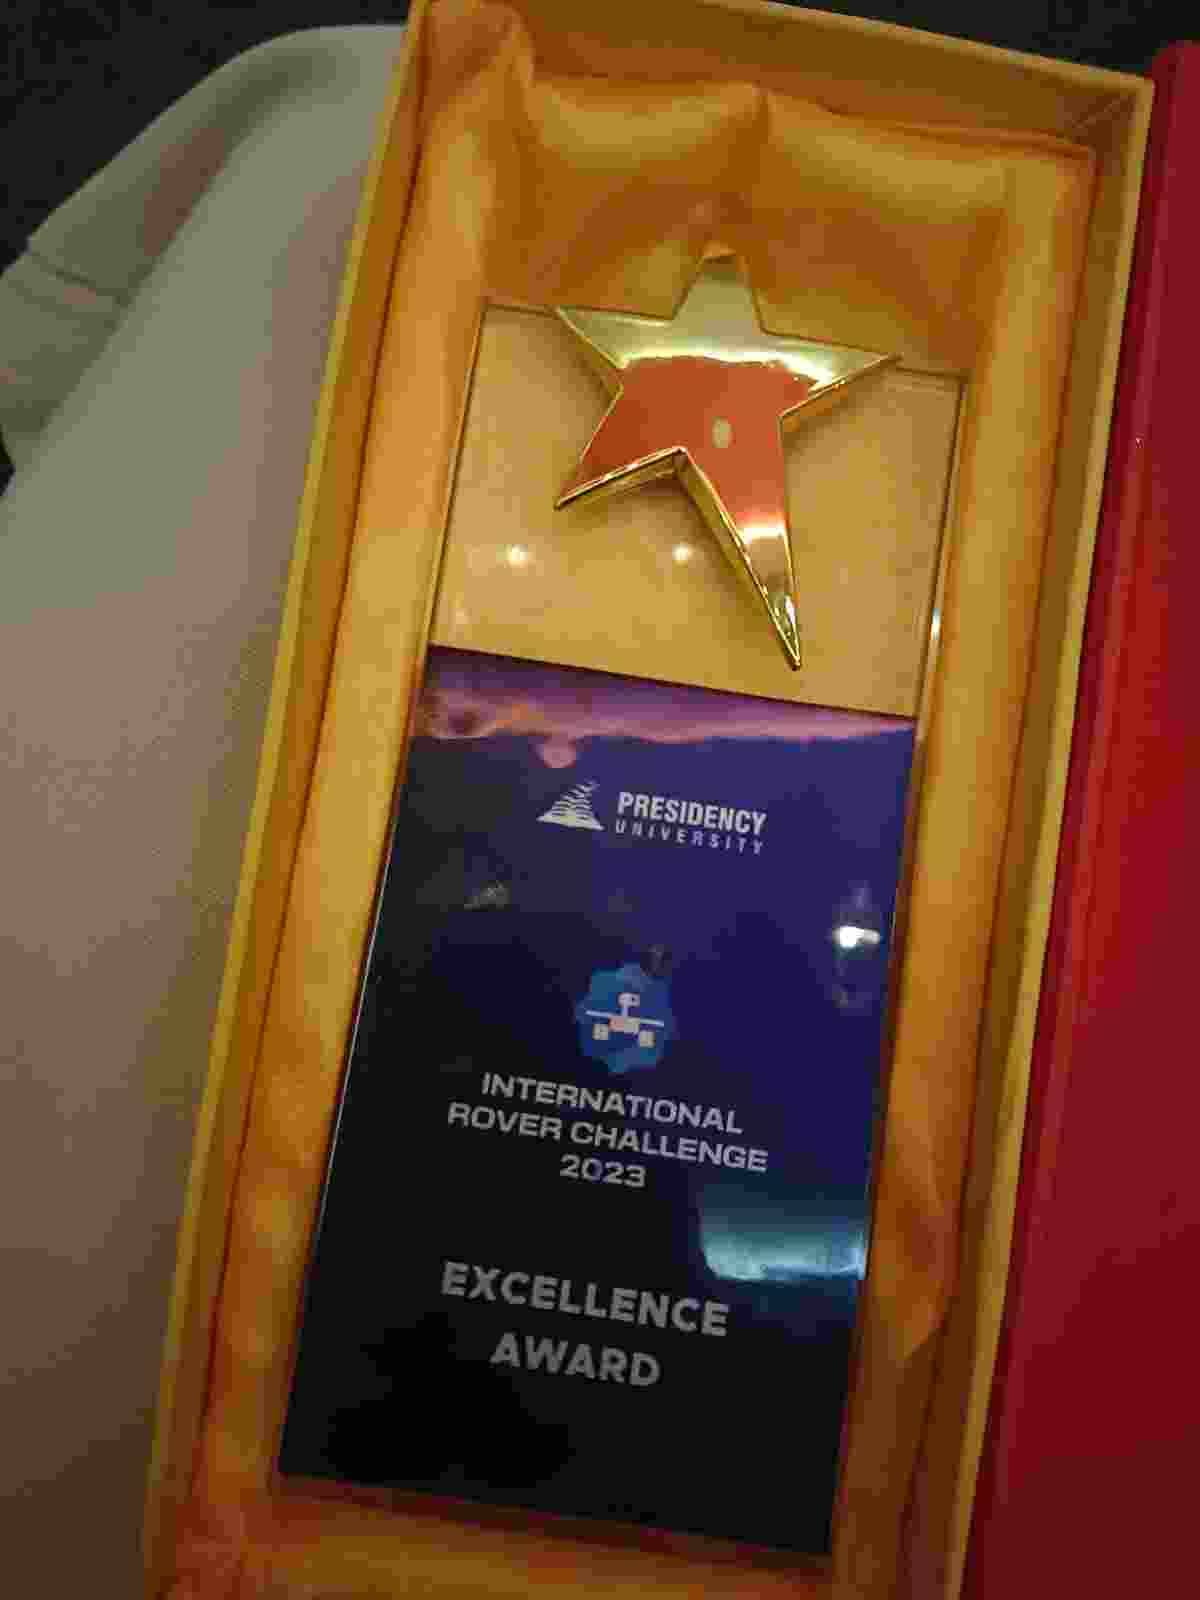 PRESIDENCY
UNIVERSITY
INTERNATIONAL
ROVER CHALLENGE
2023
EXCELLENCE
AWARD